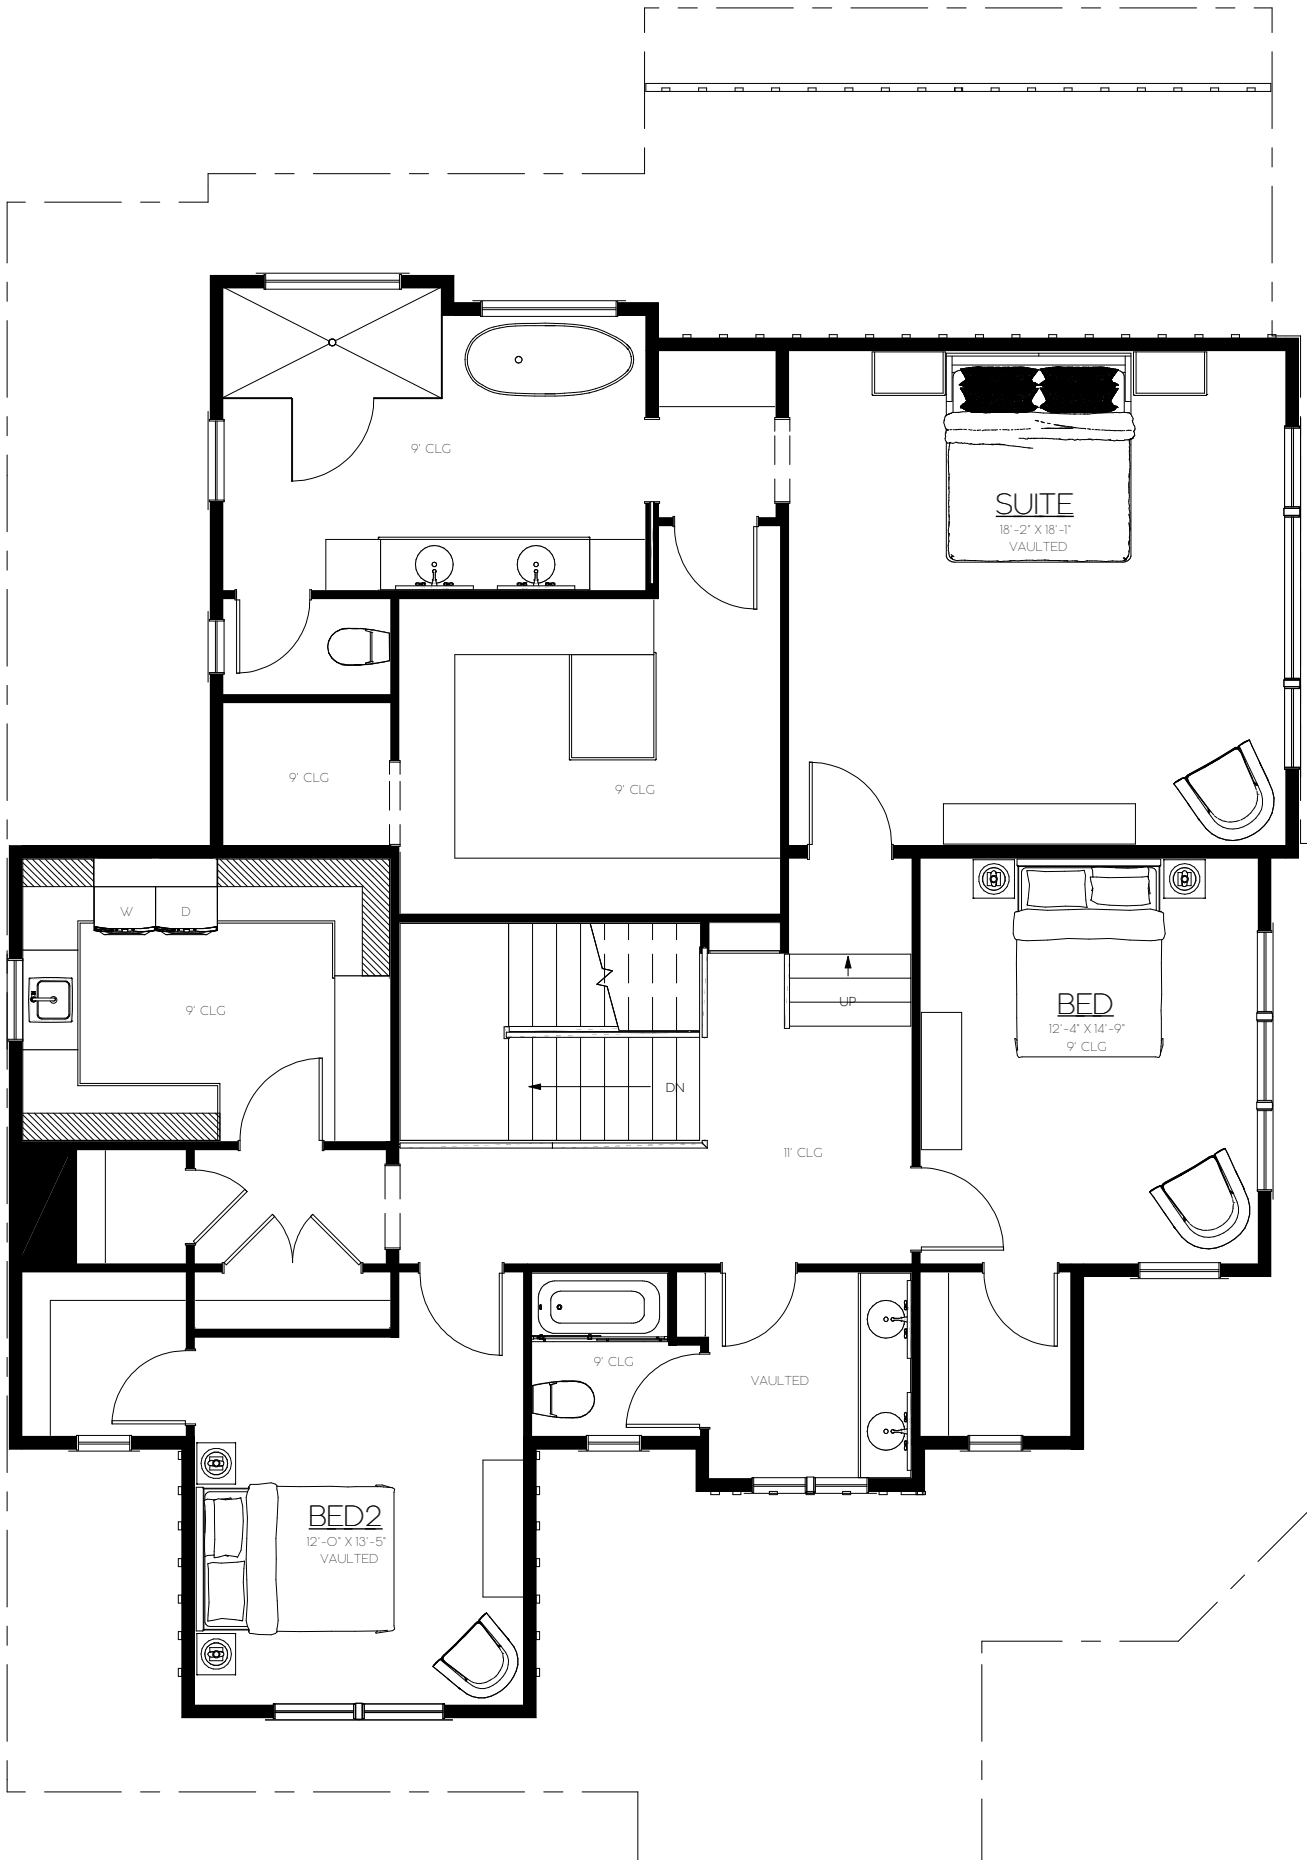 9' CLG
SUITE
18'-2" X 18'-1"
VAULTED
9' CLG
9' CLG
W
D
9' CLG
UP
BED
12'-4" X 14'-9"
9' CLG
DN
11' CLG
9' CLG
VAULTED
BED2
12'-0" X 13'-5"
VAULTED